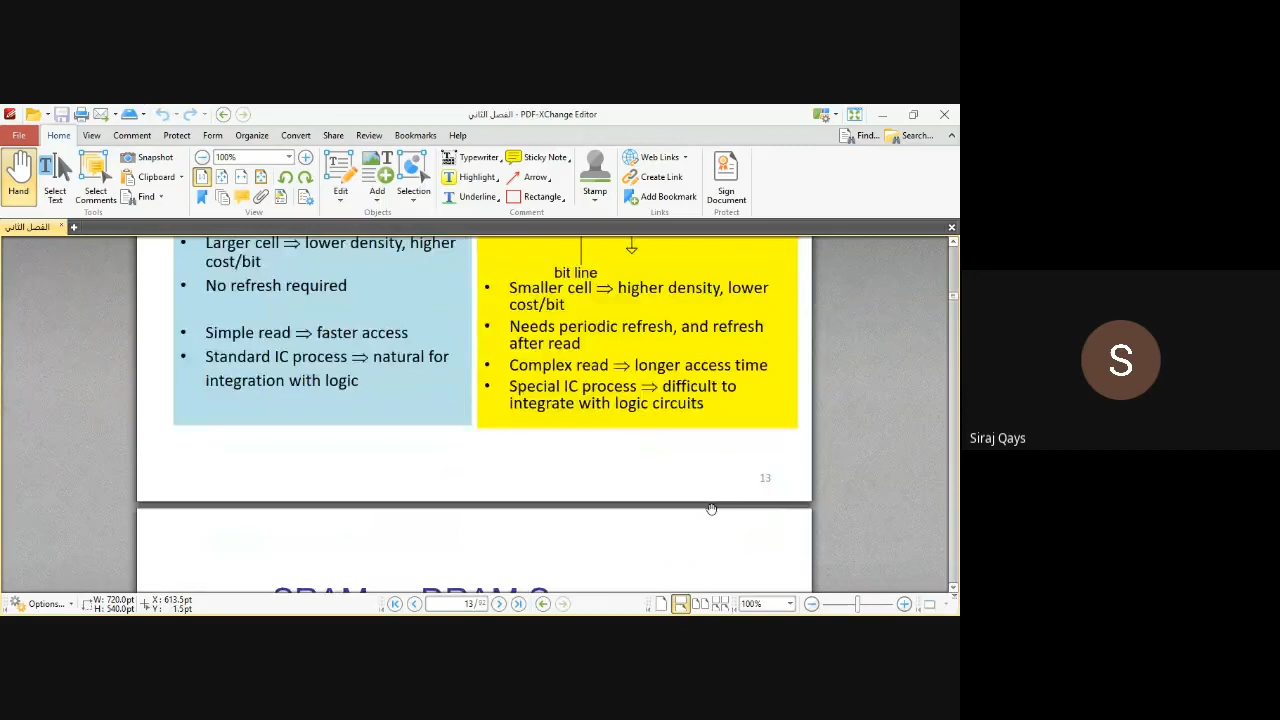 الفصل الثاني - PDF-XChange Editor
File Home View Comment Protect Form Organize Convert Share Review Bookmarks Help
Find... Search...
Hand
Select Text
Select Comments
Snapshot
Clipboard
Find
Tools
100%
View
Edit
Add
Selection
Objects
Typewriter
Highlight
Underline
Sticky Note
Arrow
Rectangle
Stamp
Comment
Web Links
Create Link
Add Bookmark
Links
Sign Document
Protect
الفصل الثاني
• Larger cell ⇒ lower density, higher
cost/bit
• No refresh required
• Simple read ⇒ faster access
• Standard IC process ⇒ natural for
integration with logic
bit line
• Smaller cell ⇒ higher density, lower
cost/bit
• Needs periodic refresh, and refresh
after read
• Complex read ⇒ longer access time
• Special IC process ⇒ difficult to
integrate with logic circuits
13
Options...
W: 720.0pt
H: 540.0pt
X: 613.5pt
Y: 1.5pt
13/92
100%
S
Siraj Qays